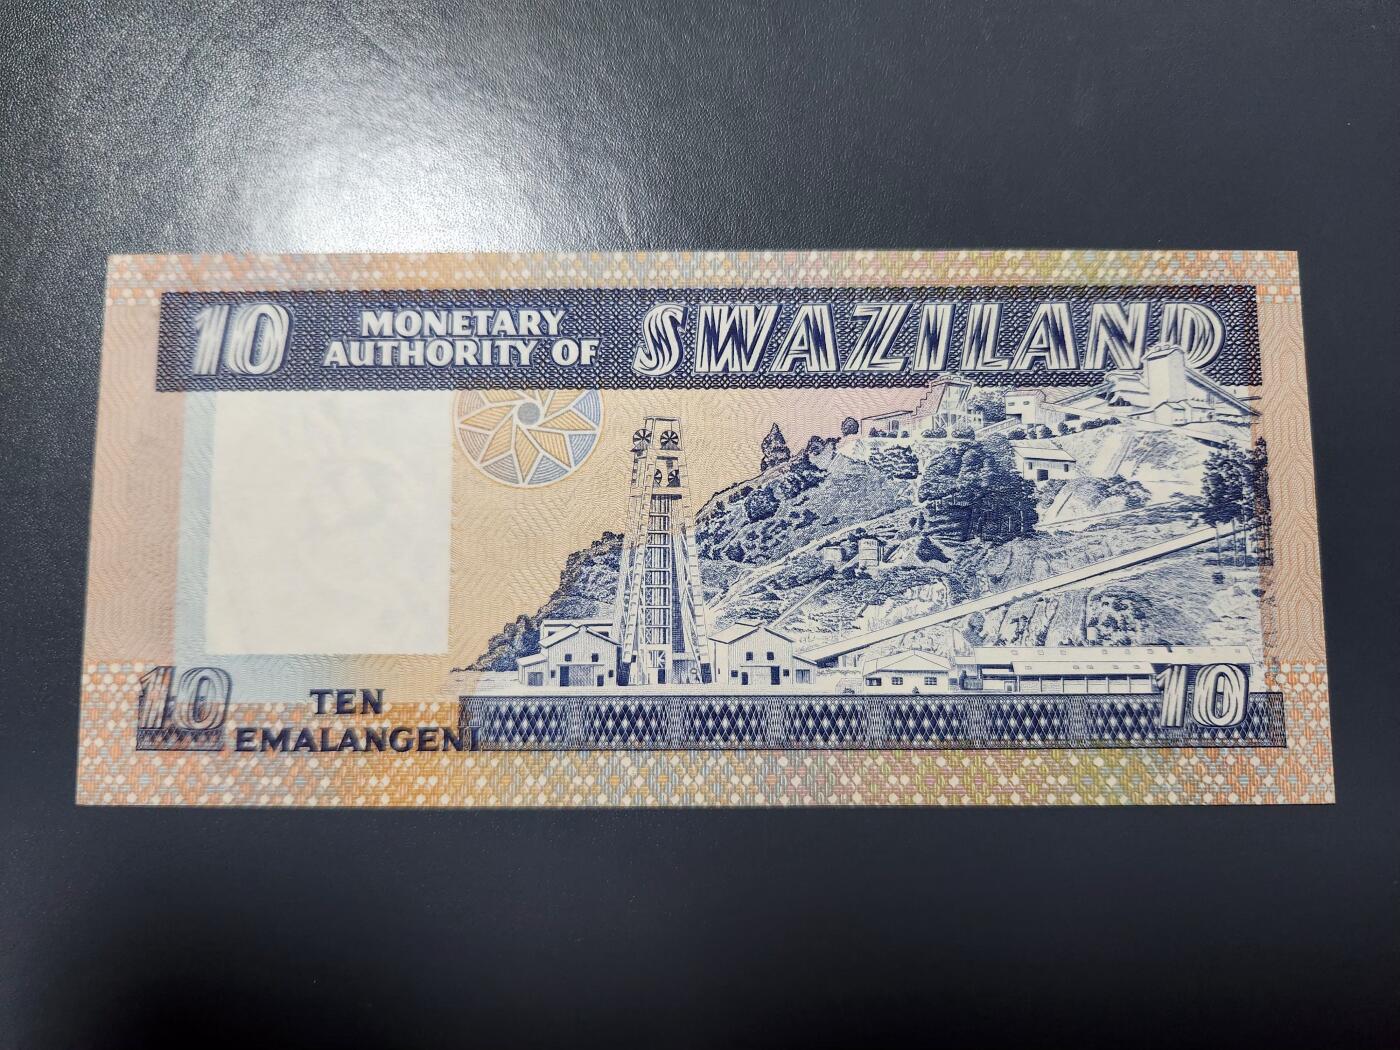 10 MONETARY AUTHORITY OF SWAZILAND
10
TEN
EMALANGENI
10